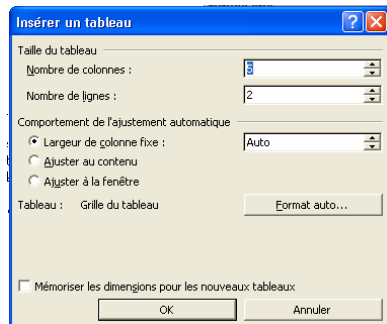 Insérer un tableau
Taille du tableau
Nombre de colonnes : 5
Nombre de lignes : 2
Comportement de l'ajustement automatique
Largeur de colonne fixe : Auto
Ajuster au contenu
Ajuster à la fenêtre
Tableau : Grille du tableau Format auto...
Mémoriser les dimensions pour les nouveaux tableaux
OK Annuler